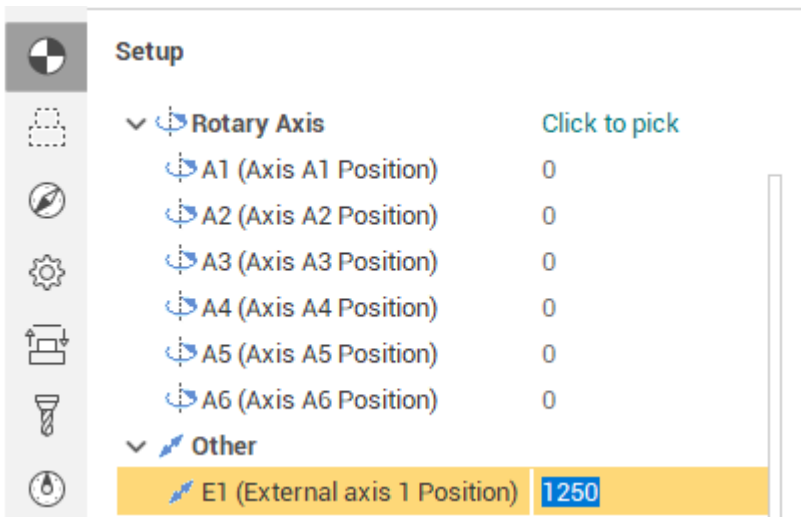 Setup
Rotary Axis Click to pick
A1 (Axis A1 Position) 0
A2 (Axis A2 Position) 0
A3 (Axis A3 Position) 0
A4 (Axis A4 Position) 0
A5 (Axis A5 Position) 0
A6 (Axis A6 Position) 0
Other
E1 (External axis 1 Position) 1250